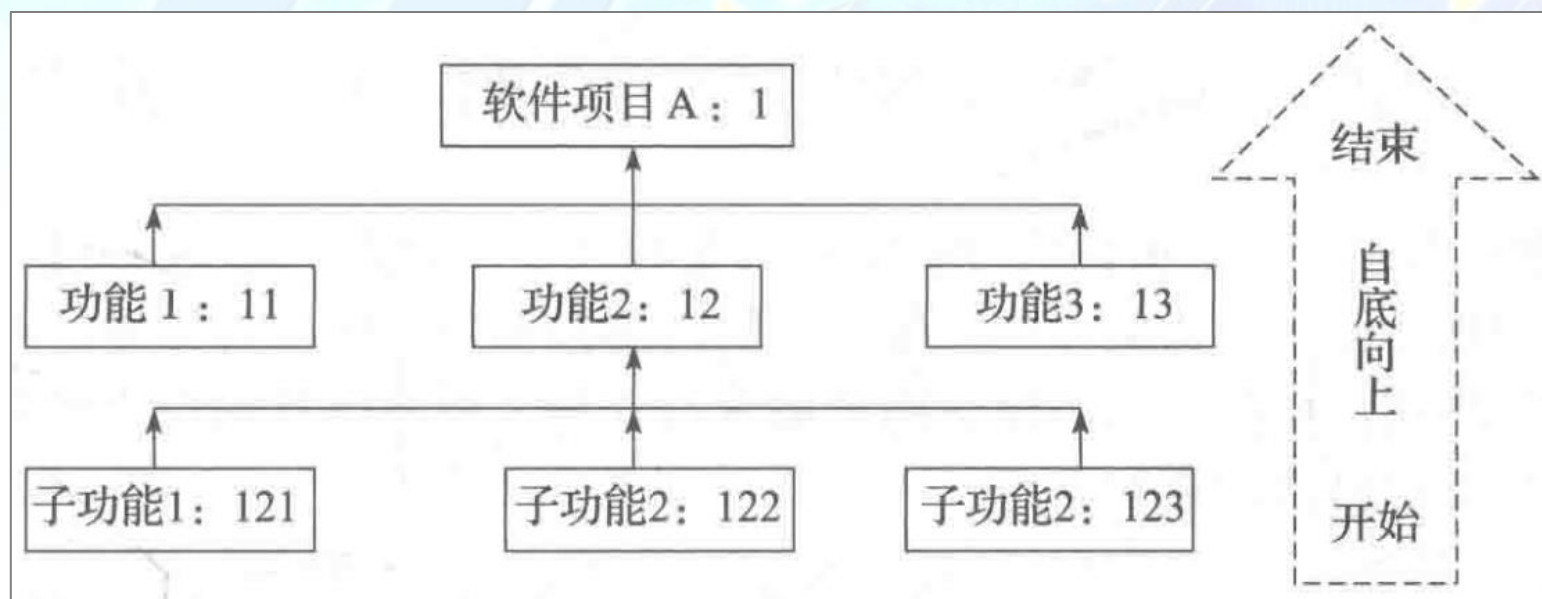 软件项目A：1
结束
功能1：11
功能2：12
功能3：13
自底向上
子功能1：121
子功能2：122
子功能2：123
开始